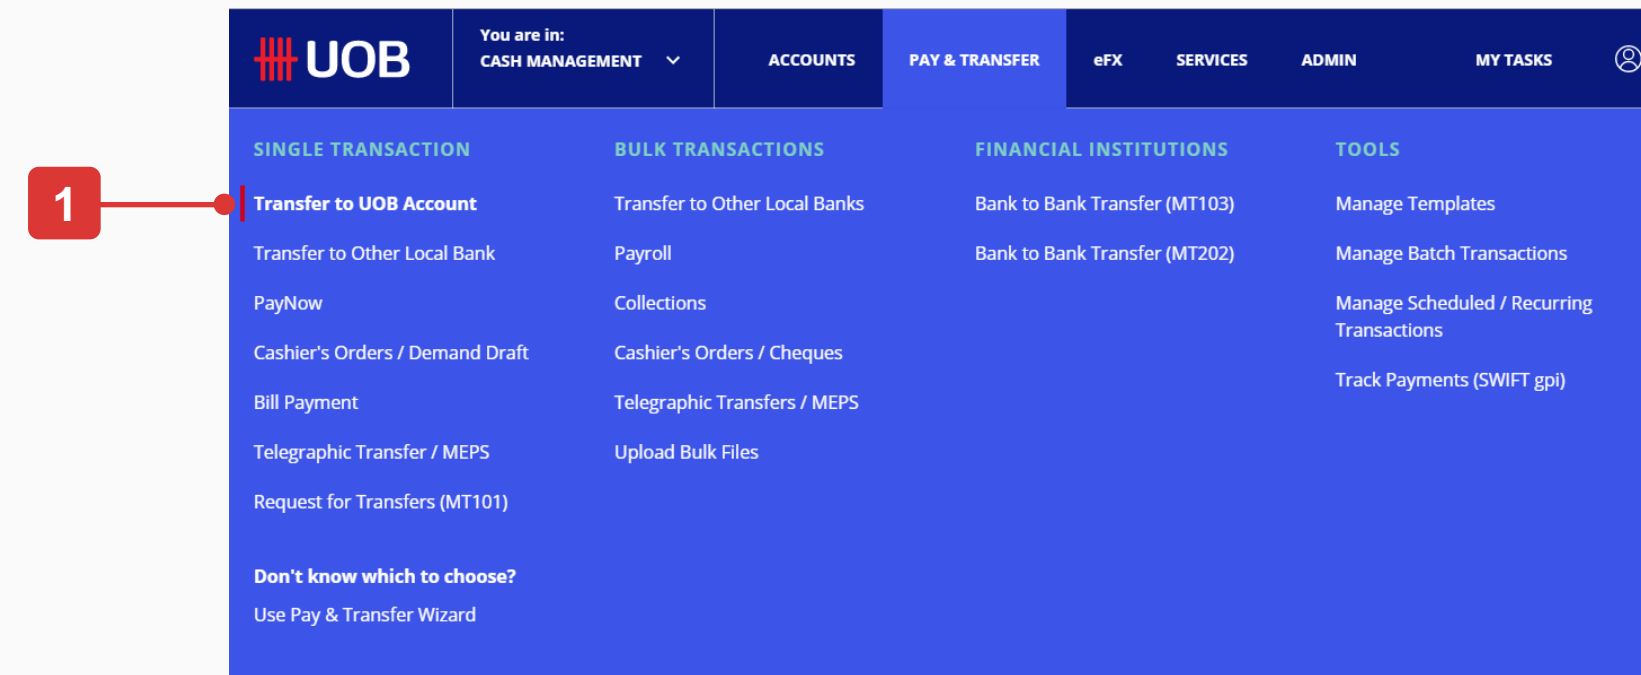 UOB
You are in:
CASH MANAGEMENT
ACCOUNTS
PAY & TRANSFER
eFX
SERVICES
ADMIN
MY TASKS
SINGLE TRANSACTION
Transfer to UOB Account
Transfer to Other Local Bank
PayNow
Cashier's Orders / Demand Draft
Bill Payment
Telegraphic Transfer / MEPS
Request for Transfers (MT101)
Don't know which to choose?
Use Pay & Transfer Wizard
BULK TRANSACTIONS
Transfer to Other Local Banks
Payroll
Collections
Cashier's Orders / Cheques
Telegraphic Transfers / MEPS
Upload Bulk Files
FINANCIAL INSTITUTIONS
Bank to Bank Transfer (MT103)
Bank to Bank Transfer (MT202)
TOOLS
Manage Templates
Manage Batch Transactions
Manage Scheduled / Recurring
Transactions
Track Payments (SWIFT gpi)
1